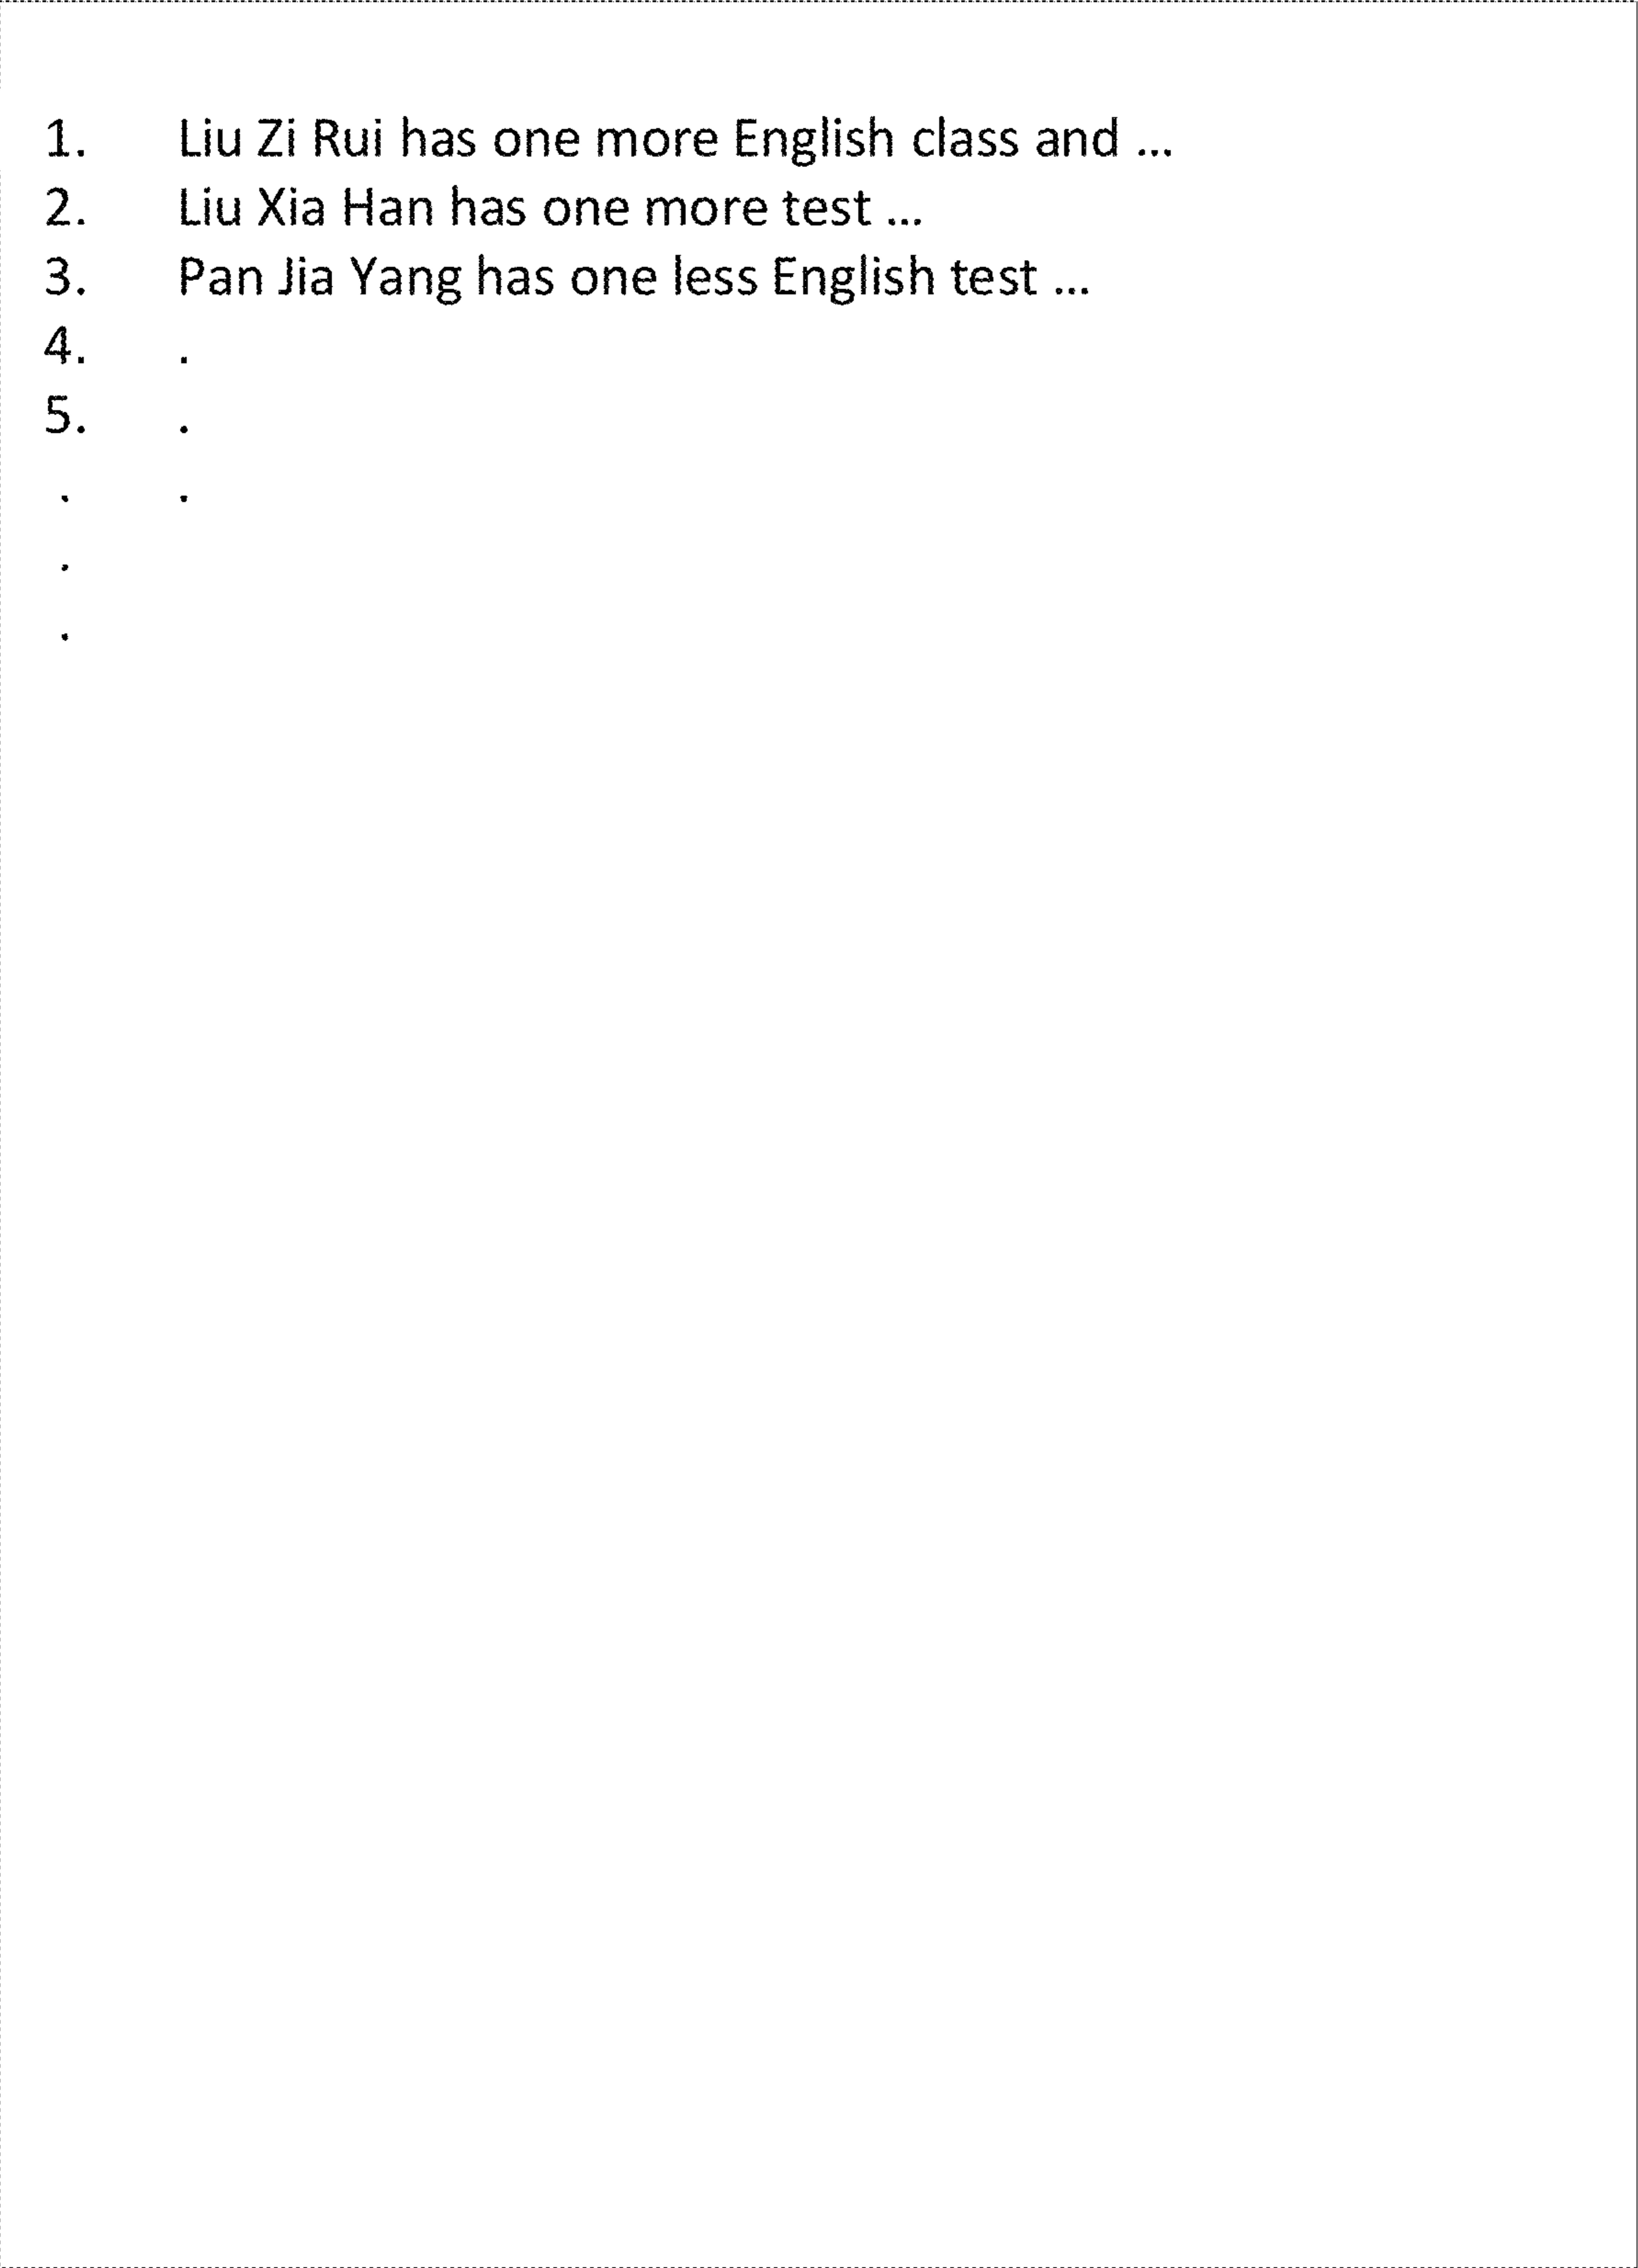 1. Liu Zi Rui has one more English class and ...
2. Liu Xia Han has one more test ...
3. Pan Jia Yang has one less English test ...
4. .
5. .
. .
.
.